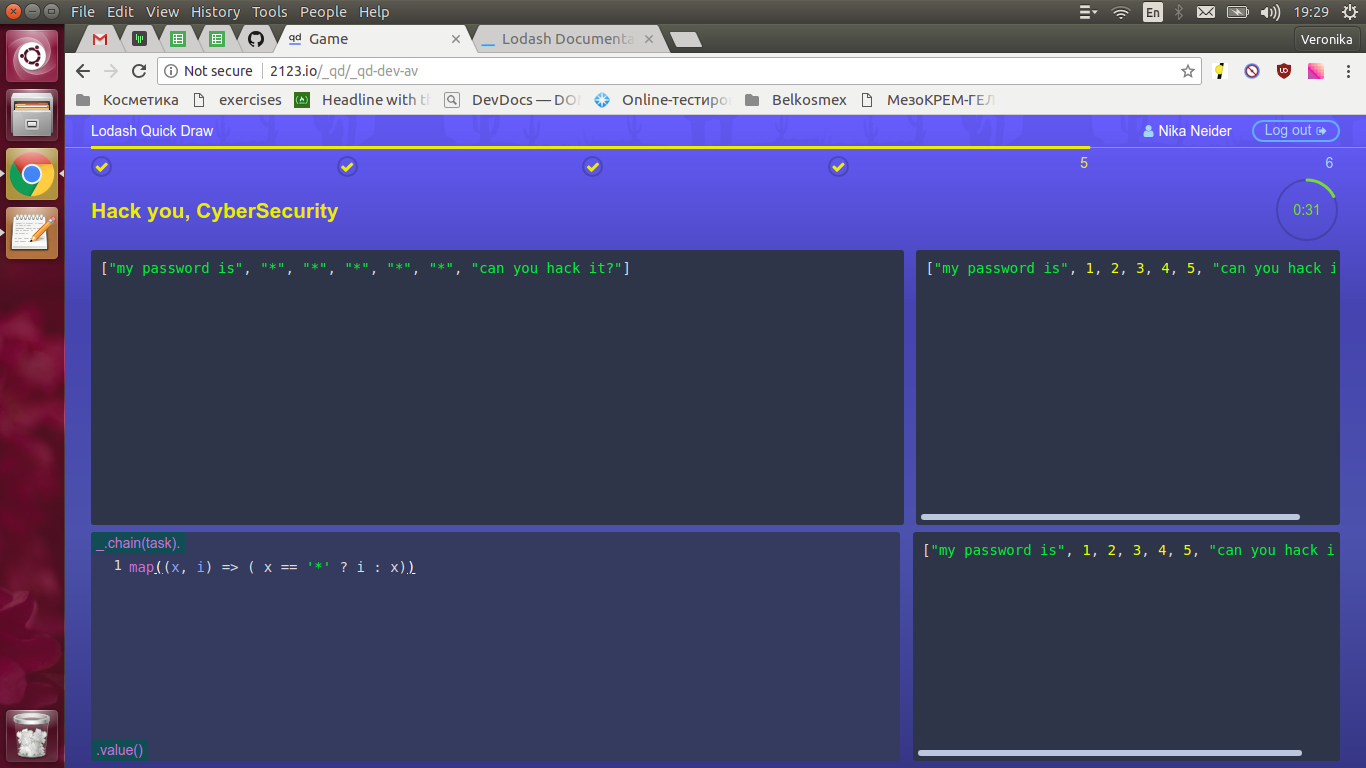 File Edit View History Tools People Help
En
19:29
Game
Lodash Documenta
Veronika
Not secure 2123.io/_qd/_qd-dev-av
Косметика
exercises
Headline with t
DevDocs — DO
Online-тестиро
Belkosmex
МезоКРЕМ-ГЕЛ
Lodash Quick Draw
Nika Neider
Log out
5
6
Hack you, CyberSecurity
0:31
["my password is", "*", "*", "*", "*", "*", "can you hack it?"]
["my password is", 1, 2, 3, 4, 5, "can you hack i
_.chain(task).
1 map((x, i) => ( x == '*' ? i : x))
.value()
["my password is", 1, 2, 3, 4, 5, "can you hack i